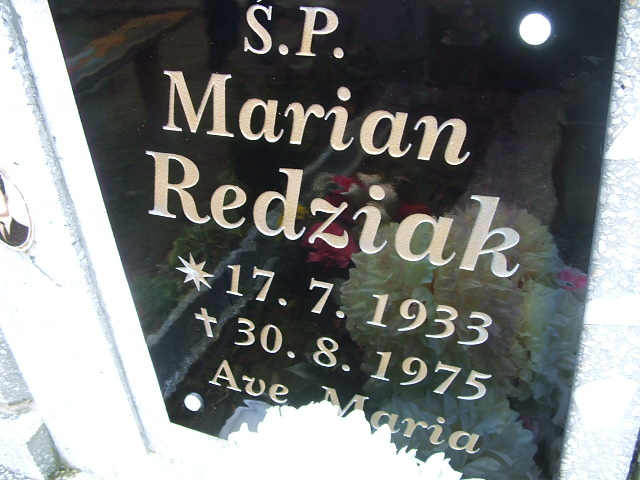 Ś.P.
Marian
Redziak
* 17. 7. 1933
✝ 30. 8. 1975
Ave Maria